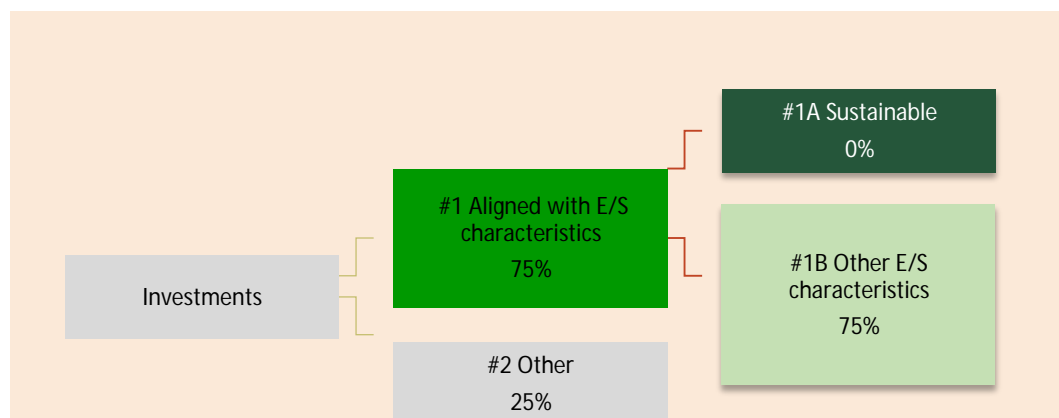 Investments
#1 Aligned with E/S
characteristics
75%
#2 Other
25%
#1A Sustainable
0%
#1B Other E/S
characteristics
75%